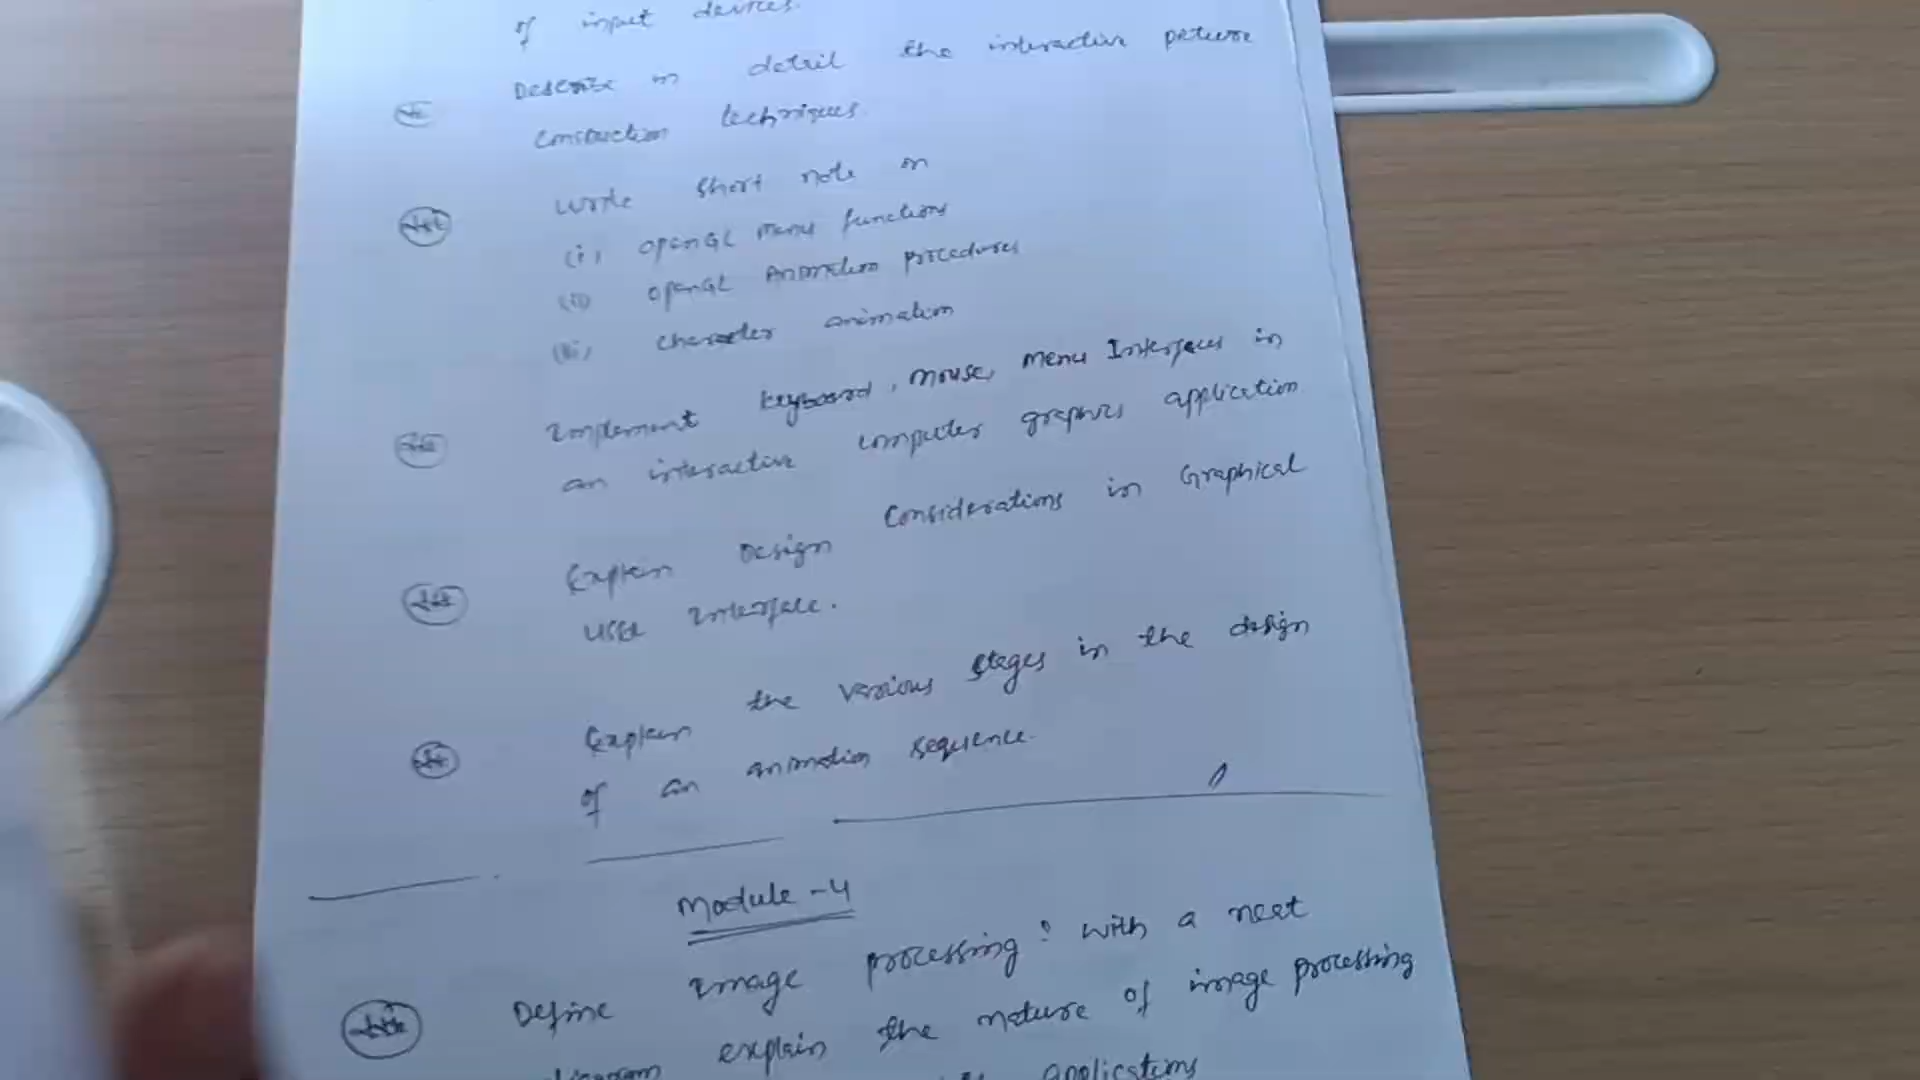 of input devices.
Describe in detail the interactive picture
construction techniques.
write short note on
(i) openGL Menu functions
(ii) openGL Animation procedures
(iii) character animation
Implement keyboard, mouse, menu Interfaces in
an interactive computer graphics application
Explain Design Considerations in Graphical
user interface.
Explain the various stages in the design
of an animation sequence.
Module-4
Define image processing? with a neat
diagram explain the nature of image processing
applications